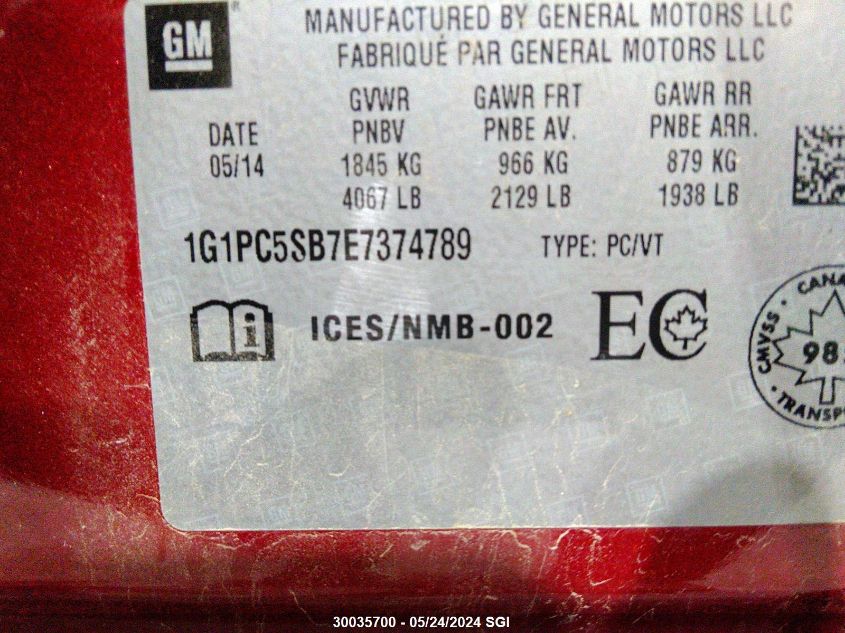 GM
MANUFACTURED BY GENERAL MOTORS LLC
FABRIQUÉ PAR GENERAL MOTORS LLC
DATE
05/14
GVWR
PNBV
1845 KG
4067 LB
GAWR FRT
PNBE AV.
966 KG
2129 LB
GAWR RR
PNBE ARR.
879 KG
1938 LB
1G1PC5SB7E7374789 TYPE: PC/VT
ICES/NMB-002
EC
CMVSS
30035700 - 05/24/2024 SGI